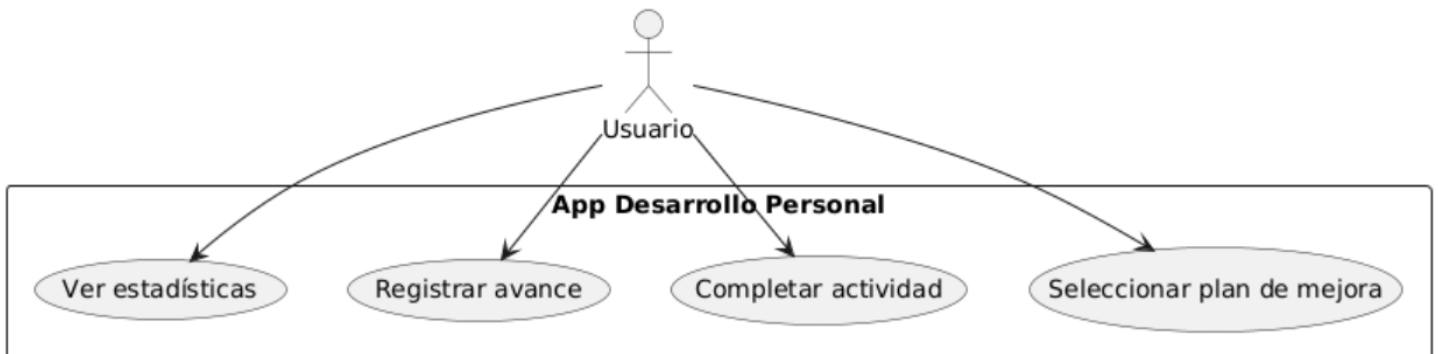 Usuario
App Desarrollo Personal
Ver estadísticas
Registrar avance
Completar actividad
Seleccionar plan de mejora